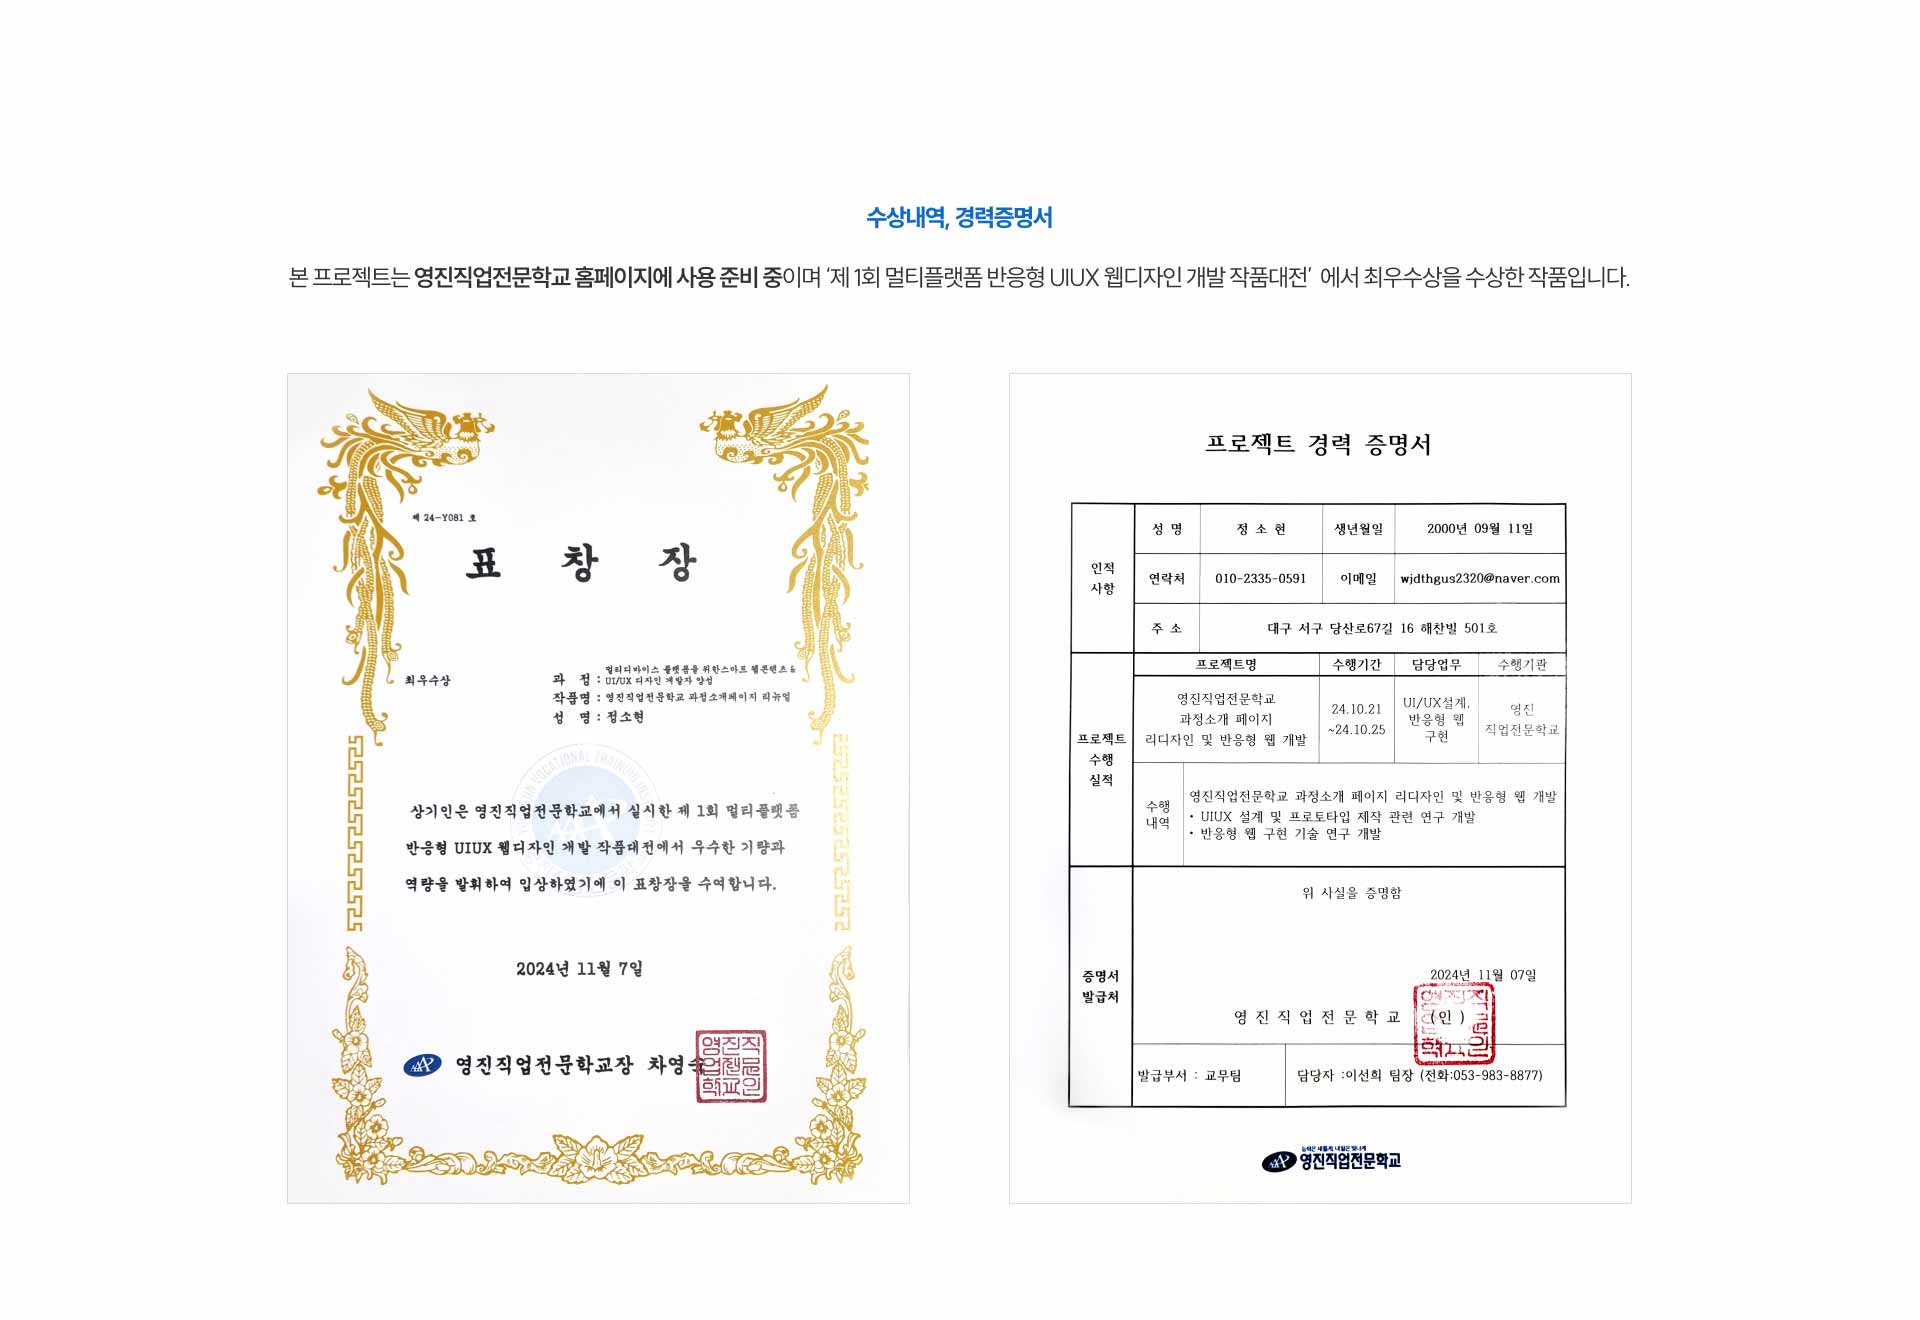 수상내역, 경력증명서
본 프로젝트는 영진직업전문학교 홈페이지에 사용 준비 중이며 ‘제 1회 멀티플랫폼 반응형 UIUX 웹디자인 개발 작품대전’ 에서 최우수상을 수상한 작품입니다.
제 24-Y081 호
표 창 장
최우수상
과 정 : 멀티디바이스 플랫폼을 위한스마트 웹콘텐츠 &
UI/UX 디자인 개발자 양성
작품명 : 영진직업전문학교 과정소개페이지 리뉴얼
성 명 : 정소현
상기인은 영진직업전문학교에서 실시한 제 1회 멀티플랫폼
반응형 UIUX 웹디자인 개발 작품대전에서 우수한 기량과
역량을 발휘하여 입상하였기에 이 표창장을 수여합니다.
2024년 11월 7일
영진직업전문학교장 차영숙
프로젝트 경력 증명서
인적
사항
성 명 정 소 현 생년월일 2000년 09월 11일
연락처 010-2335-0591 이메일 wjdthgus2320@naver.com
주 소 대구 서구 당산로67길 16 해찬빌 501호
프로젝트
수행
실적
프로젝트명 수행기간 담당업무 수행기관
영진직업전문학교
과정소개 페이지
리디자인 및 반응형 웹 개발
24.10.21
~24.10.25
UI/UX설계,
반응형 웹
구현
영진
직업전문학교
수행
내역
영진직업전문학교 과정소개 페이지 리디자인 및 반응형 웹 개발
• UIUX 설계 및 프로토타입 제작 관련 연구 개발
• 반응형 웹 구현 기술 연구 개발
증명서
발급처
위 사실을 증명함
2024년 11월 07일
영 진 직 업 전 문 학 교 (인)
발급부서 : 교무팀 담당자 :이선희 팀장 (전화:053-983-8877)
영진직업전문학교